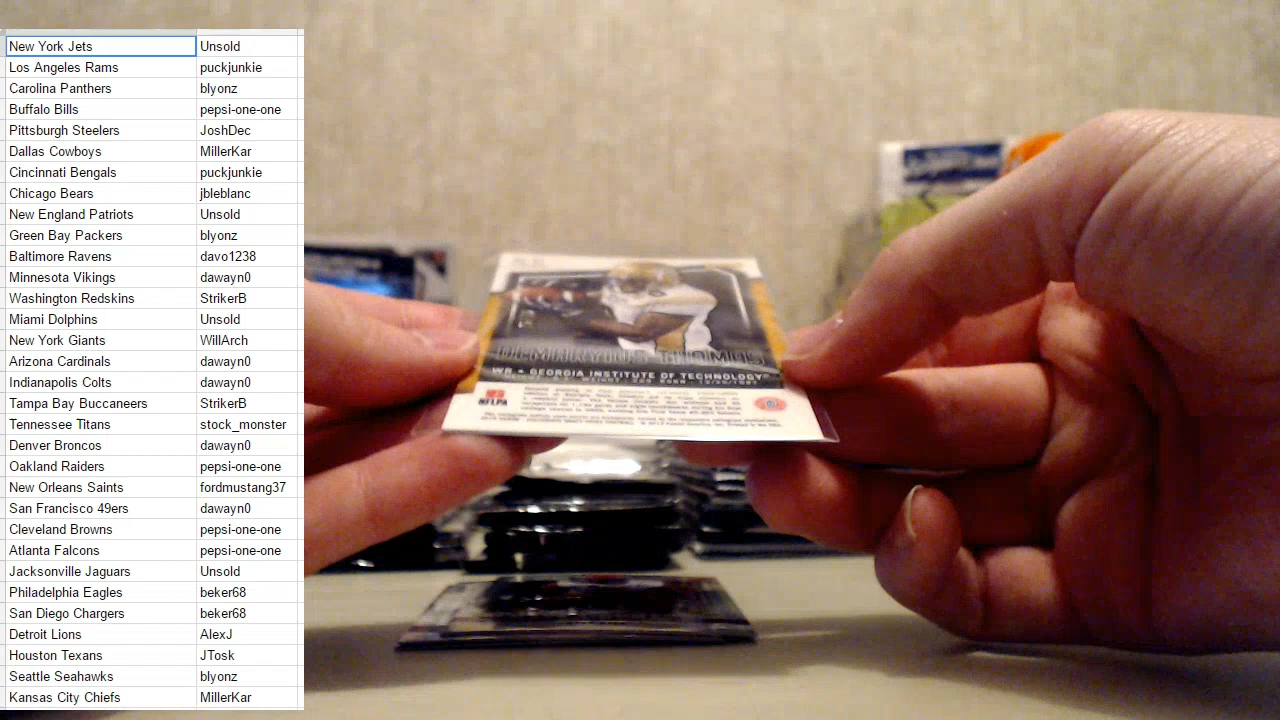 New York Jets Unsold
Los Angeles Rams puckjunkie
Carolina Panthers blyonz
Buffalo Bills pepsi-one-one
Pittsburgh Steelers JoshDec
Dallas Cowboys MillerKar
Cincinnati Bengals puckjunkie
Chicago Bears jbleblanc
New England Patriots Unsold
Green Bay Packers blyonz
Baltimore Ravens davo1238
Minnesota Vikings dawayn0
Washington Redskins StrikerB
Miami Dolphins Unsold
New York Giants WillArch
Arizona Cardinals dawayn0
Indianapolis Colts dawayn0
Tampa Bay Buccaneers StrikerB
Tennessee Titans stock_monster
Denver Broncos dawayn0
Oakland Raiders pepsi-one-one
New Orleans Saints fordmustang37
San Francisco 49ers dawayn0
Cleveland Browns pepsi-one-one
Atlanta Falcons pepsi-one-one
Jacksonville Jaguars Unsold
Philadelphia Eagles beker68
San Diego Chargers beker68
Detroit Lions AlexJ
Houston Texans JTosk
Seattle Seahawks blyonz
Kansas City Chiefs MillerKar
DEMARYIUS THOMAS
WR • GEORGIA INSTITUTE OF TECHNOLOGY
NFLPA